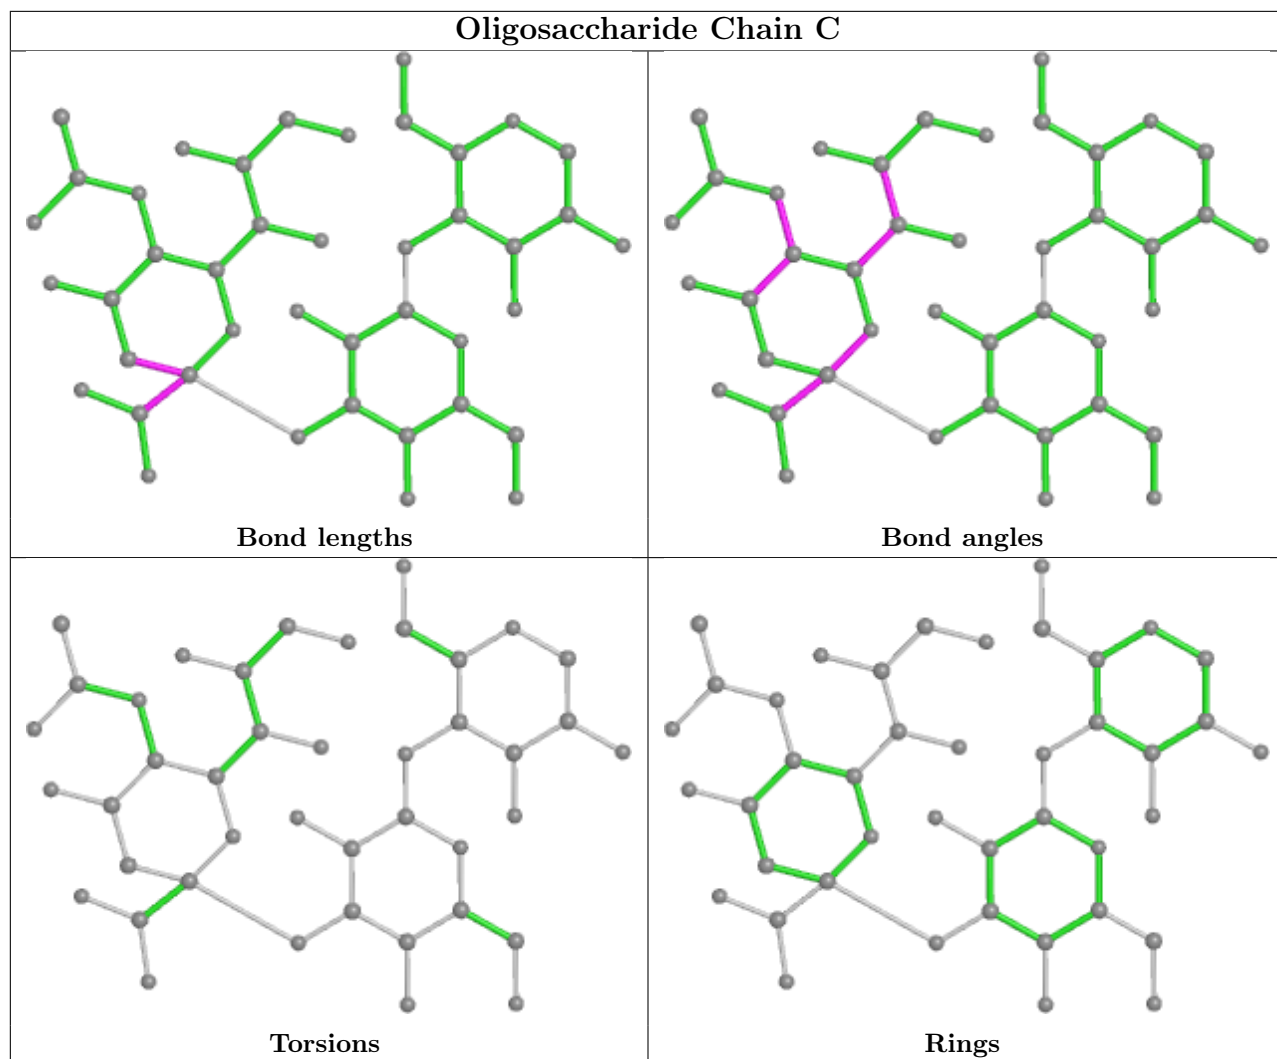 Oligosaccharide Chain C
Bond lengths
Bond angles
Torsions
Rings